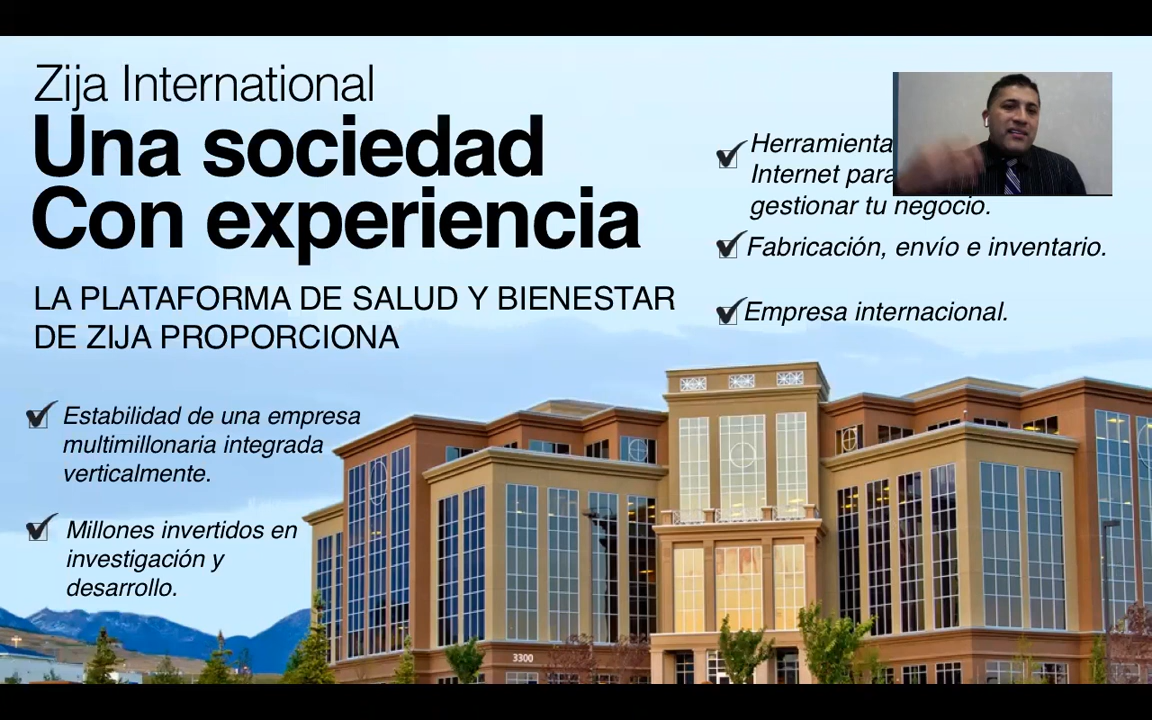 Zija International
Una sociedad
Con experiencia
LA PLATAFORMA DE SALUD Y BIENESTAR
DE ZIJA PROPORCIONA
Estabilidad de una empresa
multimillonaria integrada
verticalmente.
Millones invertidos en
investigación y
desarrollo.
Herramienta
Internet para
gestionar tu negocio.
Fabricación, envío e inventario.
Empresa internacional.
3300